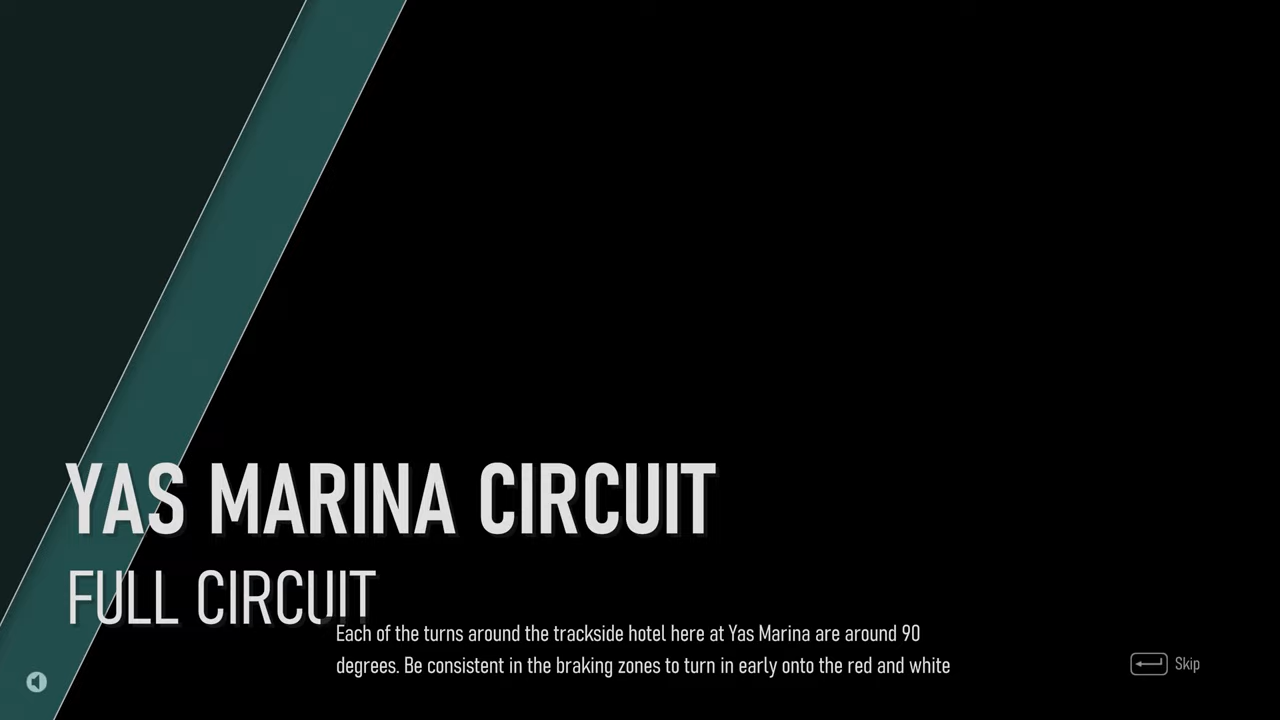 YAS MARINA CIRCUIT
FULL CIRCUIT
Each of the turns around the trackside hotel here at Yas Marina are around 90
degrees. Be consistent in the braking zones to turn in early onto the red and white
Skip